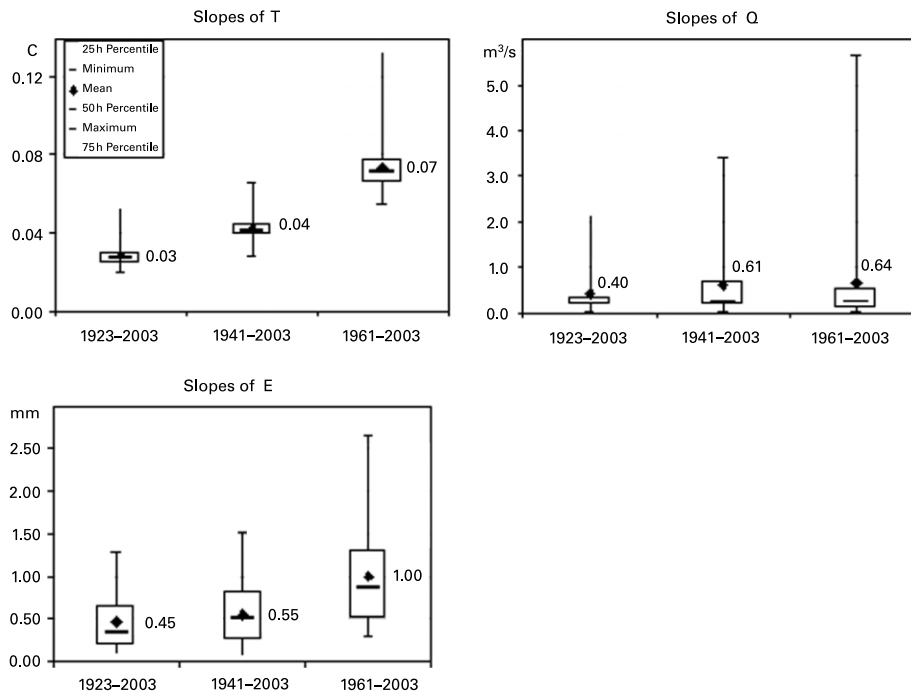 Slopes of T
C
25h Percentile
Minimum
Mean
50h Percentile
Maximum
75h Percentile
0.12
0.08
0.04
0.00
0.03
0.04
0.07
1923–2003
1941–2003
1961–2003
Slopes of Q
m³/s
5.0
4.0
3.0
2.0
1.0
0.0
0.40
0.61
0.64
1923–2003
1941–2003
1961–2003
Slopes of E
mm
2.50
2.00
1.50
1.00
0.50
0.00
0.45
0.55
1.00
1923–2003
1941–2003
1961–2003